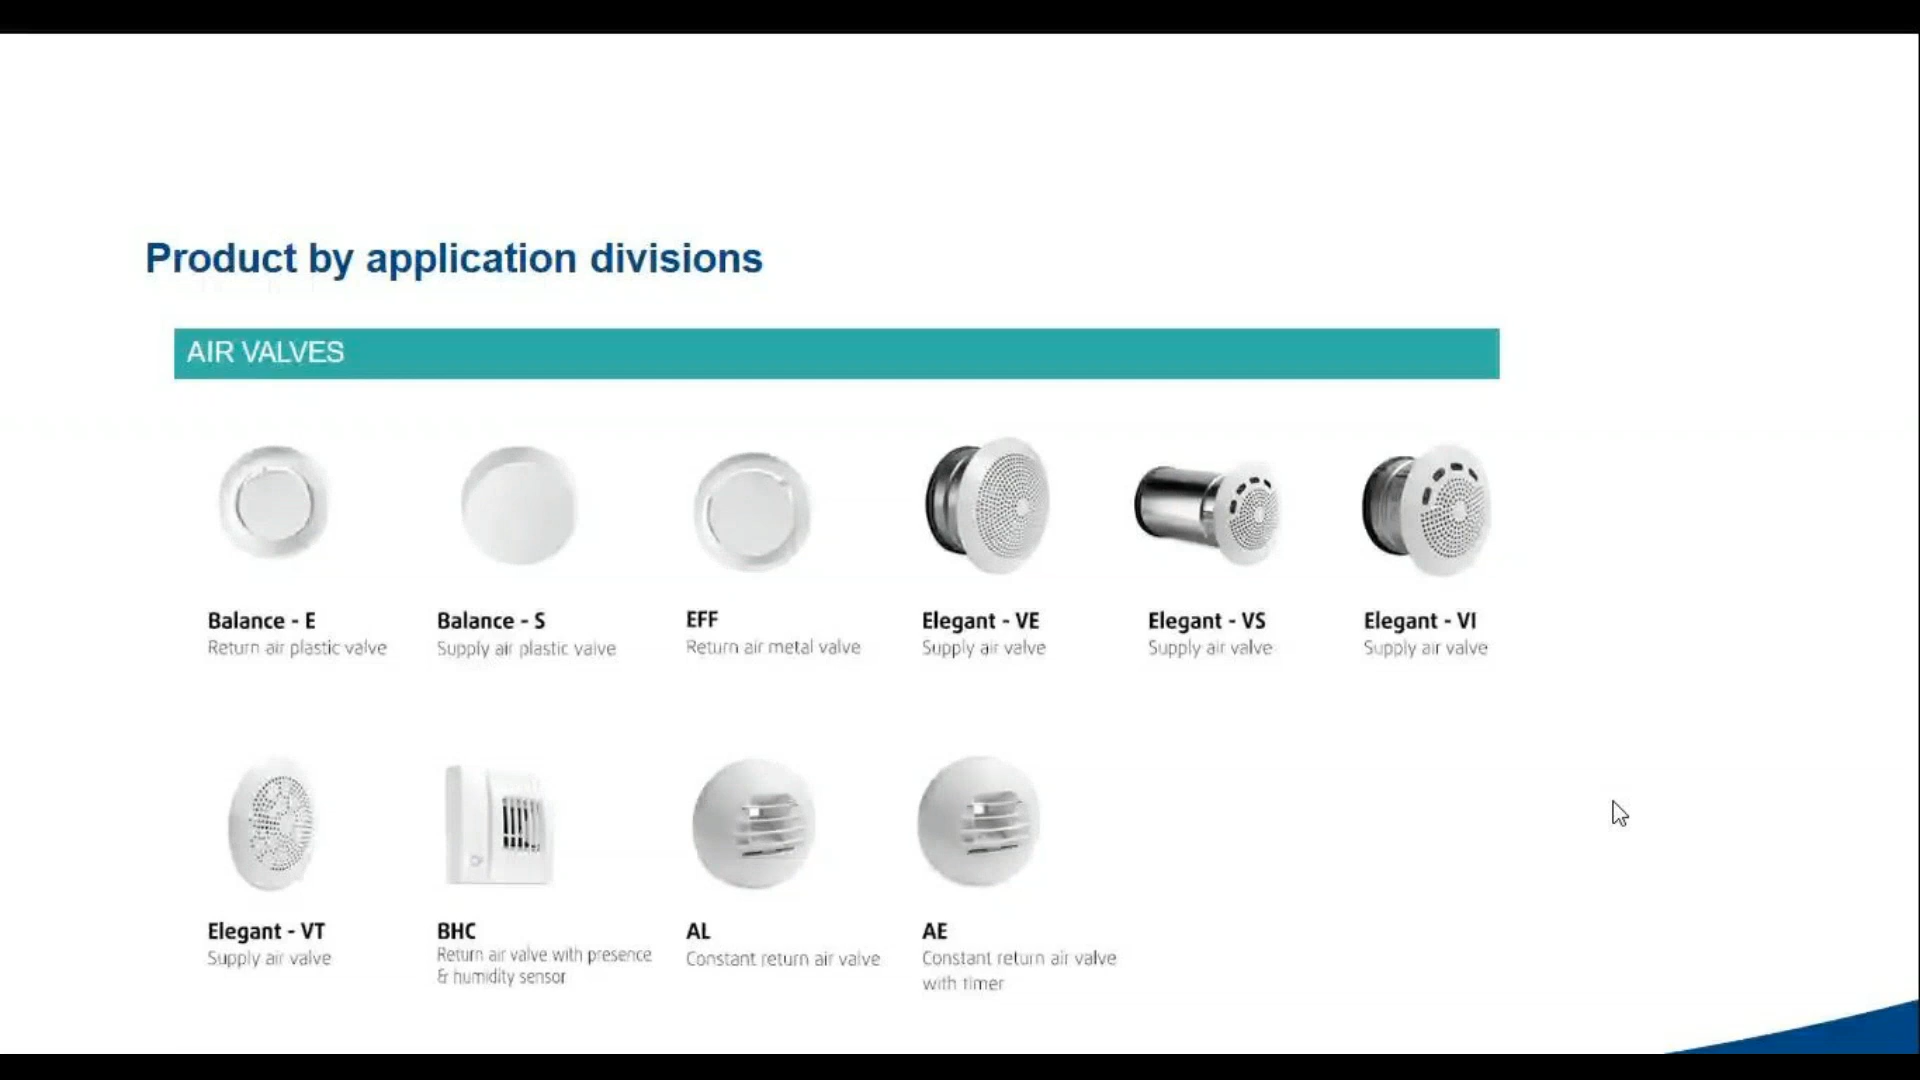 Product by application divisions
AIR VALVES
Balance - E
Return air plastic valve
Balance - S
Supply air plastic valve
EFF
Return air metal valve
Elegant - VE
Supply air valve
Elegant - VS
Supply air valve
Elegant - VI
Supply air valve
Elegant - VT
Supply air valve
BHC
Return air valve with presence
& humidity sensor
AL
Constant return air valve
AE
Constant return air valve
with timer